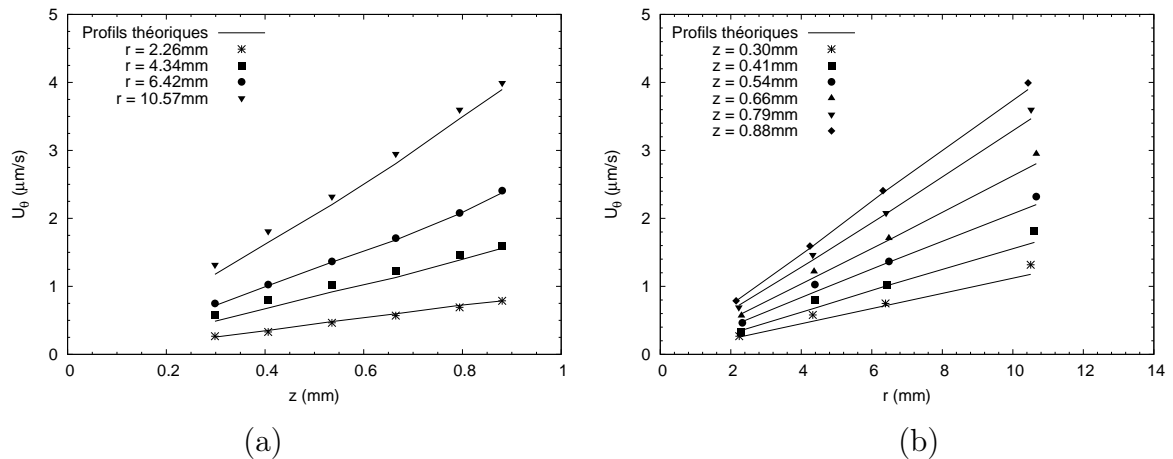 5
4
3
2
1
0
0
0.2
0.4
0.6
0.8
1
U_θ (μm/s)
z (mm)
Profils théoriques
r = 2.26mm
r = 4.34mm
r = 6.42mm
r = 10.57mm
(a)
5
4
3
2
1
0
0
2
4
6
8
10
12
14
U_θ (μm/s)
r (mm)
Profils théoriques
z = 0.30mm
z = 0.41mm
z = 0.54mm
z = 0.66mm
z = 0.79mm
z = 0.88mm
(b)